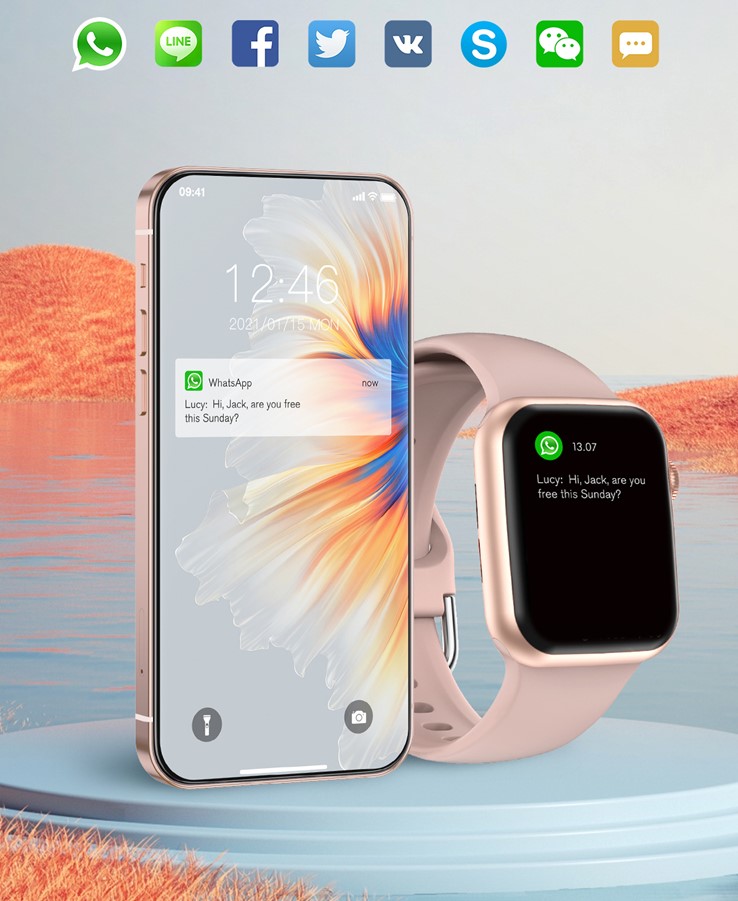 LINE
09:41
12:46
2021/01/15 MON
WhatsApp now
Lucy: Hi, Jack, are you free
this Sunday?
13.07
Lucy: Hi, Jack, are you
free this Sunday?